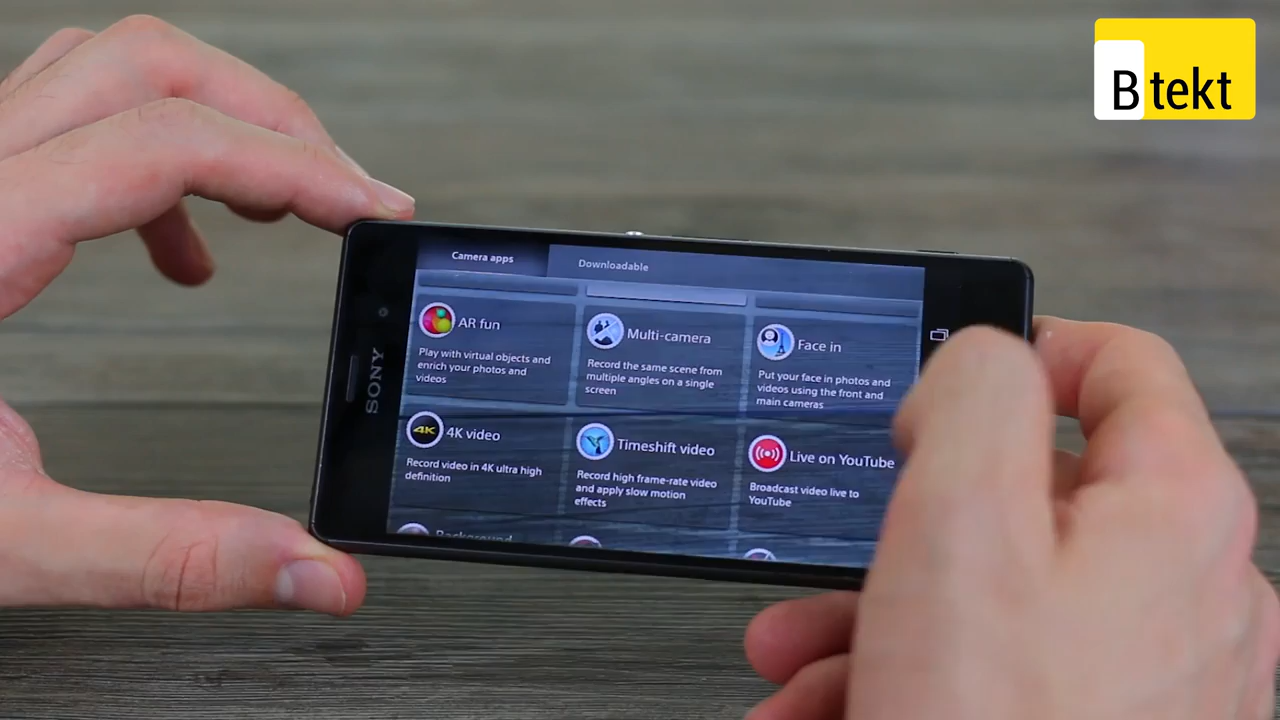 Btekt
Camera apps
Downloadable
AR fun
Play with virtual objects and
enrich your photos and
videos
Multi-camera
Record the same scene from
multiple angles on a single
screen
Face in
Put your face in photos and
videos using the front and
main cameras
4K
4K video
Record video in 4K ultra high
definition
Timeshift video
Record high frame-rate video
and apply slow motion
effects
Live on YouTube
Broadcast video live to
YouTube
Background
SONY